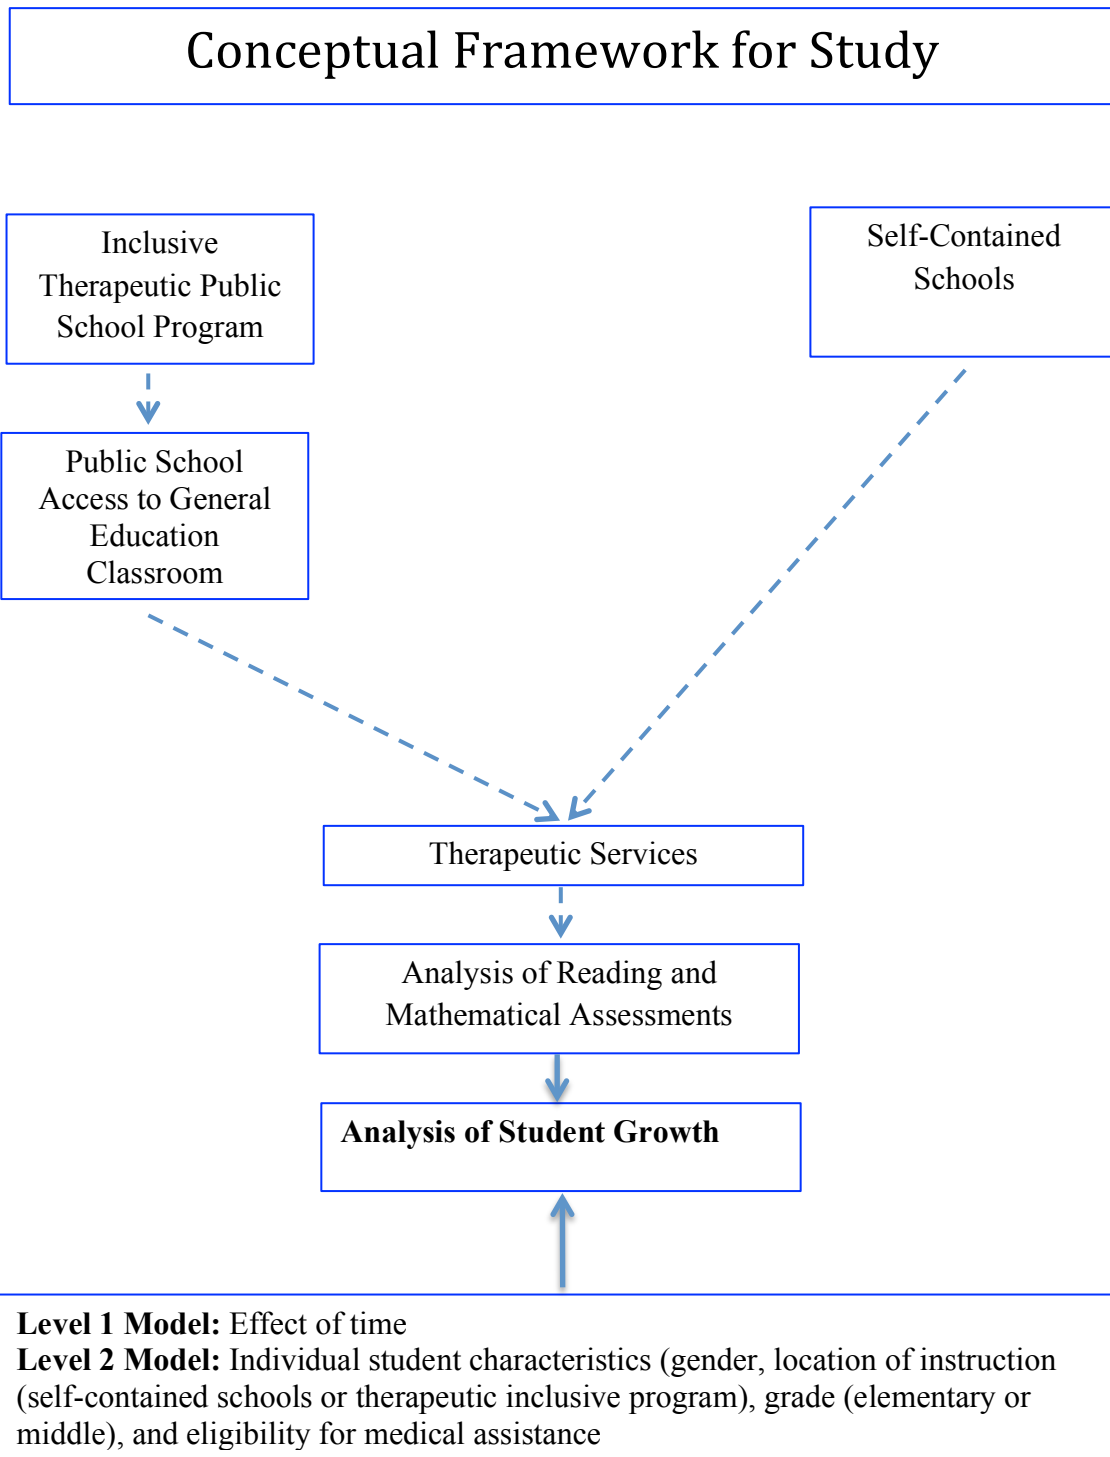 Conceptual Framework for Study
Inclusive
Therapeutic Public
School Program
Self-Contained
Schools
Public School
Access to General
Education
Classroom
Therapeutic Services
Analysis of Reading and
Mathematical Assessments
Analysis of Student Growth
Level 1 Model: Effect of time
Level 2 Model: Individual student characteristics (gender, location of instruction
(self-contained schools or therapeutic inclusive program), grade (elementary or
middle), and eligibility for medical assistance